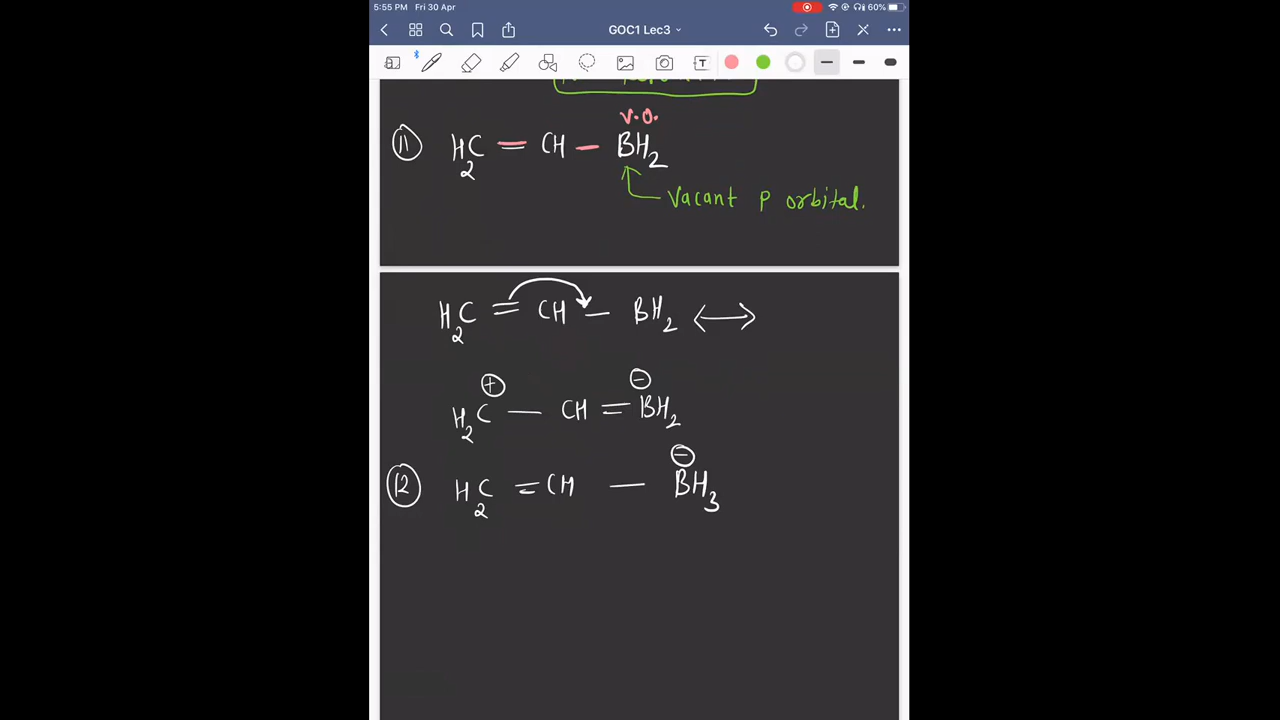 5:55 PM Fri 30 Apr
60%
GOC1 Lec3
T
V.O.
11 H2C = CH - BH2
Vacant p orbital.
H2C = CH - BH2 ⟷
H2C⊕ - CH = BH2⊖
12 H2C = CH - BH3⊖